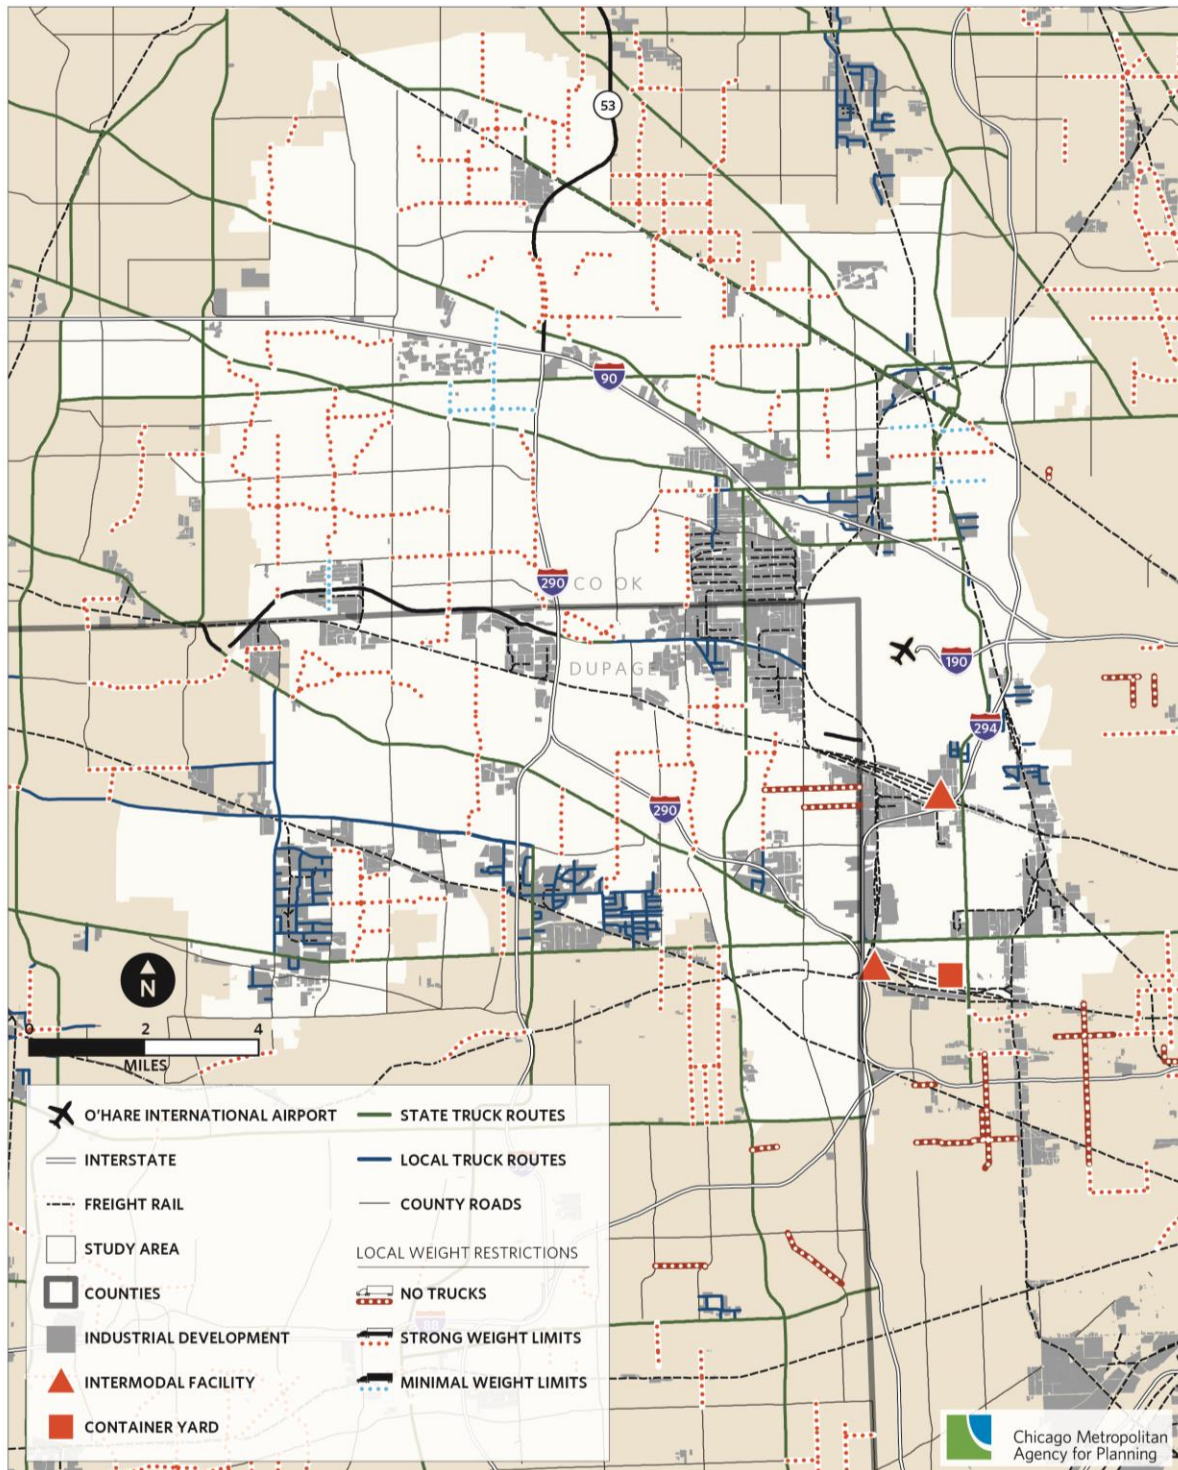 53
90
290
CO OK
DUPAGE
190
294
290
N
0 2 4
MILES
O'HARE INTERNATIONAL AIRPORT
INTERSTATE
FREIGHT RAIL
STUDY AREA
COUNTIES
INDUSTRIAL DEVELOPMENT
INTERMODAL FACILITY
CONTAINER YARD
STATE TRUCK ROUTES
LOCAL TRUCK ROUTES
COUNTY ROADS
LOCAL WEIGHT RESTRICTIONS
NO TRUCKS
STRONG WEIGHT LIMITS
MINIMAL WEIGHT LIMITS
88
Chicago Metropolitan
Agency for Planning